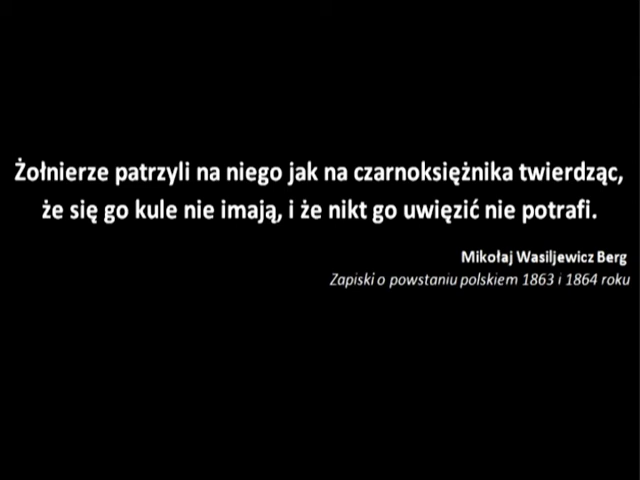 Żołnierze patrzyli na niego jak na czarnoksiężnika twierdząc,
że się go kule nie imają, i że nikt go uwięzić nie potrafi.
Mikołaj Wasiljewicz Berg
Zapiski o powstaniu polskiem 1863 i 1864 roku